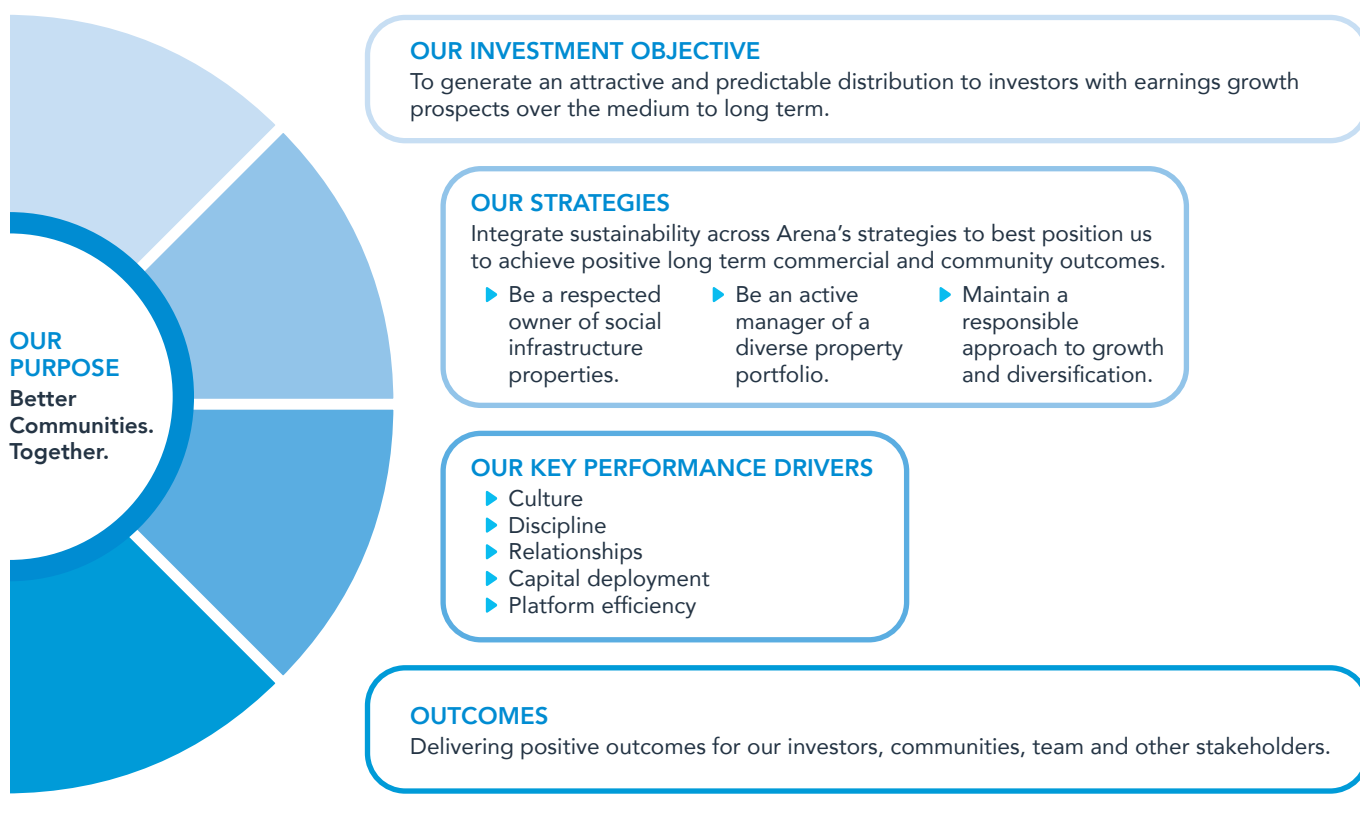 OUR INVESTMENT OBJECTIVE
To generate an attractive and predictable distribution to investors with earnings growth
prospects over the medium to long term.
OUR STRATEGIES
Integrate sustainability across Arena’s strategies to best position us
to achieve positive long term commercial and community outcomes.
Be a respected
owner of social
infrastructure
properties.
Be an active
manager of a
diverse property
portfolio.
Maintain a
responsible
approach to growth
and diversification.
OUR
PURPOSE
Better
Communities.
Together.
OUR KEY PERFORMANCE DRIVERS
Culture
Discipline
Relationships
Capital deployment
Platform efficiency
OUTCOMES
Delivering positive outcomes for our investors, communities, team and other stakeholders.